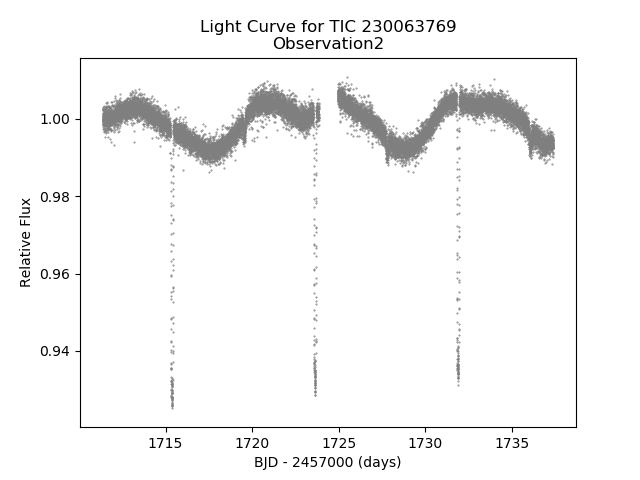 Light Curve for TIC 230063769
Observation2
1.00
0.98
0.96
0.94
Relative Flux
1715
1720
1725
1730
1735
BJD - 2457000 (days)